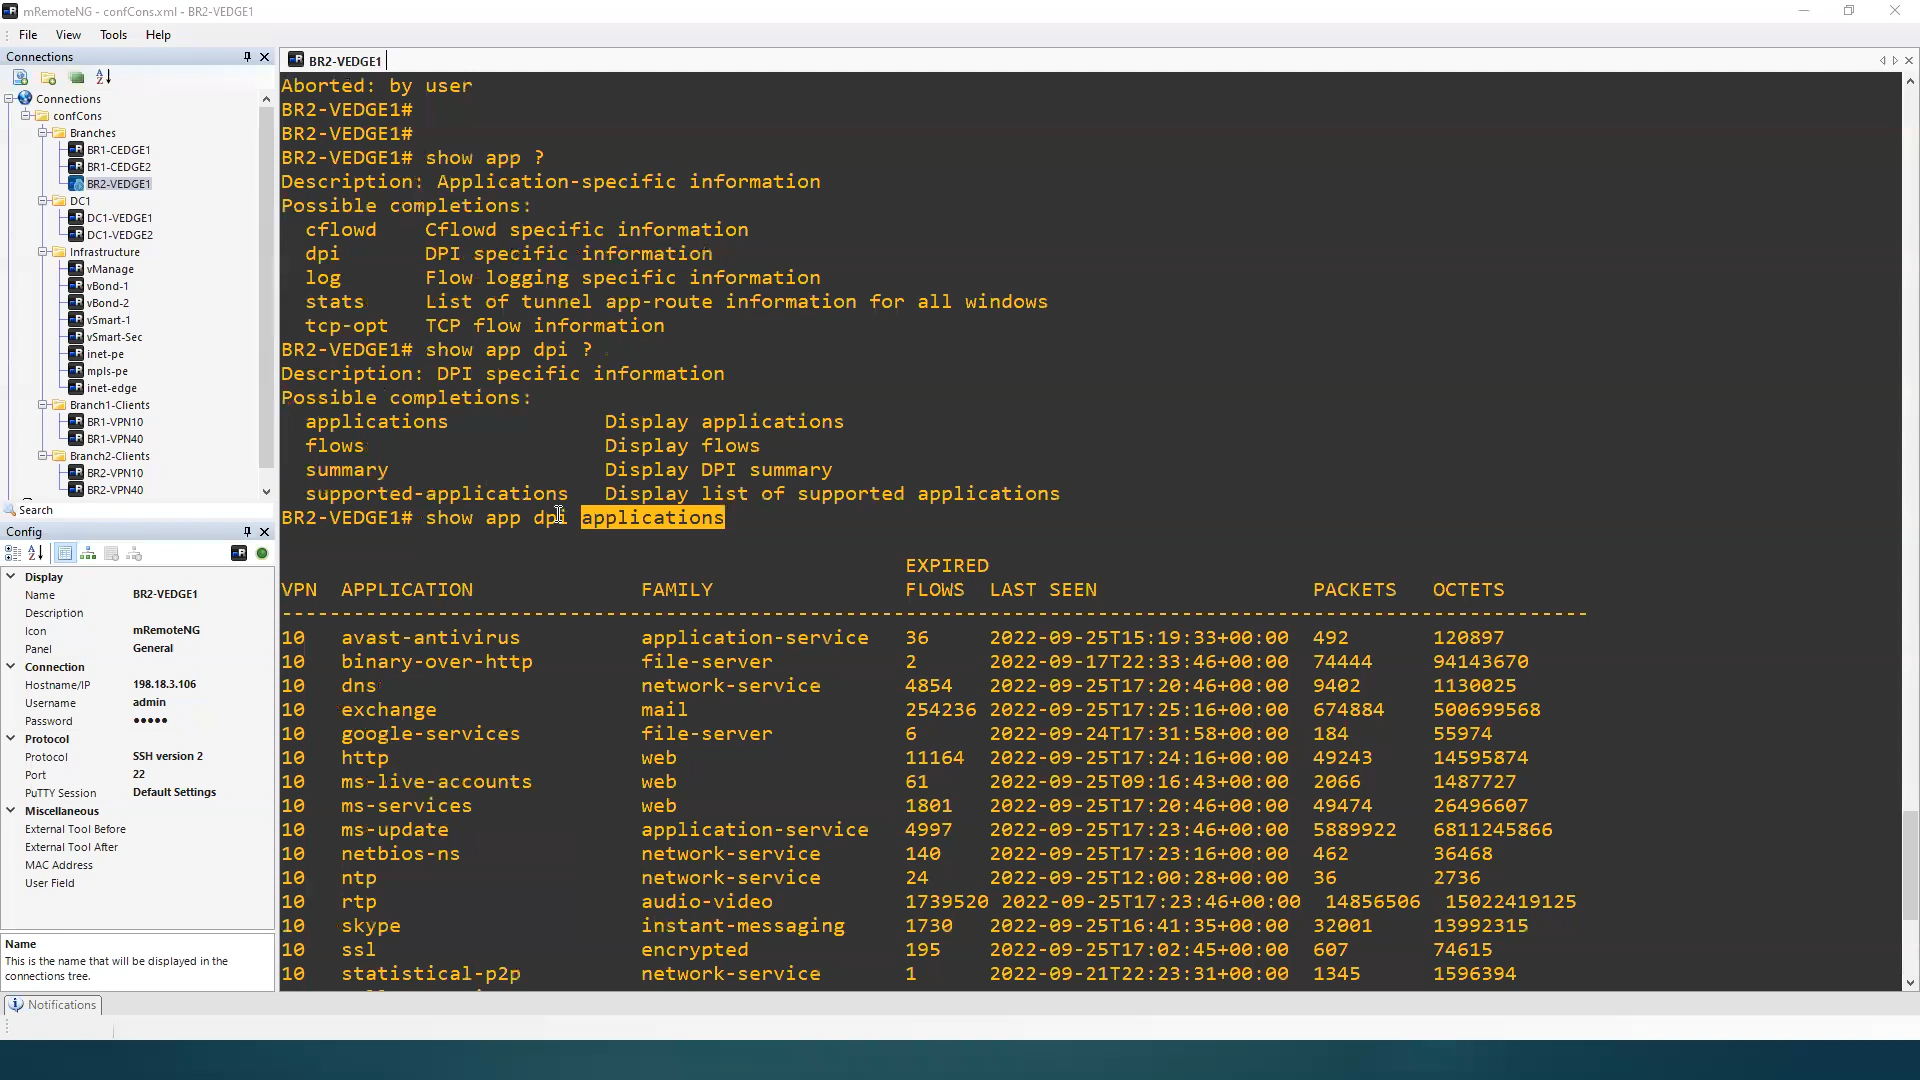 mRemoteNG - confCons.xml - BR2-VEDGE1
File View Tools Help
Connections
Connections
confCons
Branches
BR1-CEDGE1
BR1-CEDGE2
BR2-VEDGE1
DC1
DC1-VEDGE1
DC1-VEDGE2
Infrastructure
vManage
vBond-1
vBond-2
vSmart-1
vSmart-Sec
inet-pe
mpls-pe
inet-edge
Branch1-Clients
BR1-VPN10
BR1-VPN40
Branch2-Clients
BR2-VPN10
BR2-VPN40
Search
Config
Display
Name BR2-VEDGE1
Description
Icon mRemoteNG
Panel General
Connection
Hostname/IP 198.18.3.106
Username admin
Password •••••
Protocol
Protocol SSH version 2
Port 22
PuTTY Session Default Settings
Miscellaneous
External Tool Before
External Tool After
MAC Address
User Field
Name
This is the name that will be displayed in the
connections tree.
Notifications
BR2-VEDGE1
Aborted: by user
BR2-VEDGE1#
BR2-VEDGE1#
BR2-VEDGE1# show app ?
Description: Application-specific information
Possible completions:
cflowd Cflowd specific information
dpi DPI specific information
log Flow logging specific information
stats List of tunnel app-route information for all windows
tcp-opt TCP flow information
BR2-VEDGE1# show app dpi ?
Description: DPI specific information
Possible completions:
applications Display applications
flows Display flows
summary Display DPI summary
supported-applications Display list of supported applications
BR2-VEDGE1# show app dpi applications
EXPIRED
VPN APPLICATION FAMILY FLOWS LAST SEEN PACKETS OCTETS
-------------------------------------------------------------------------------------------------------------
10 avast-antivirus application-service 36 2022-09-25T15:19:33+00:00 492 120897
10 binary-over-http file-server 2 2022-09-17T22:33:46+00:00 74444 94143670
10 dns network-service 4854 2022-09-25T17:20:46+00:00 9402 1130025
10 exchange mail 254236 2022-09-25T17:25:16+00:00 674884 500699568
10 google-services file-server 6 2022-09-24T17:31:58+00:00 184 55974
10 http web 11164 2022-09-25T17:24:16+00:00 49243 14595874
10 ms-live-accounts web 61 2022-09-25T09:16:43+00:00 2066 1487727
10 ms-services web 1801 2022-09-25T17:20:46+00:00 49474 26496607
10 ms-update application-service 4997 2022-09-25T17:23:46+00:00 5889922 6811245866
10 netbios-ns network-service 140 2022-09-25T17:23:16+00:00 462 36468
10 ntp network-service 24 2022-09-25T12:00:28+00:00 36 2736
10 rtp audio-video 1739520 2022-09-25T17:23:46+00:00 14856506 15022419125
10 skype instant-messaging 1730 2022-09-25T16:41:35+00:00 32001 13992315
10 ssl encrypted 195 2022-09-25T17:02:45+00:00 607 74615
10 statistical-p2p network-service 1 2022-09-21T22:23:31+00:00 1345 1596394